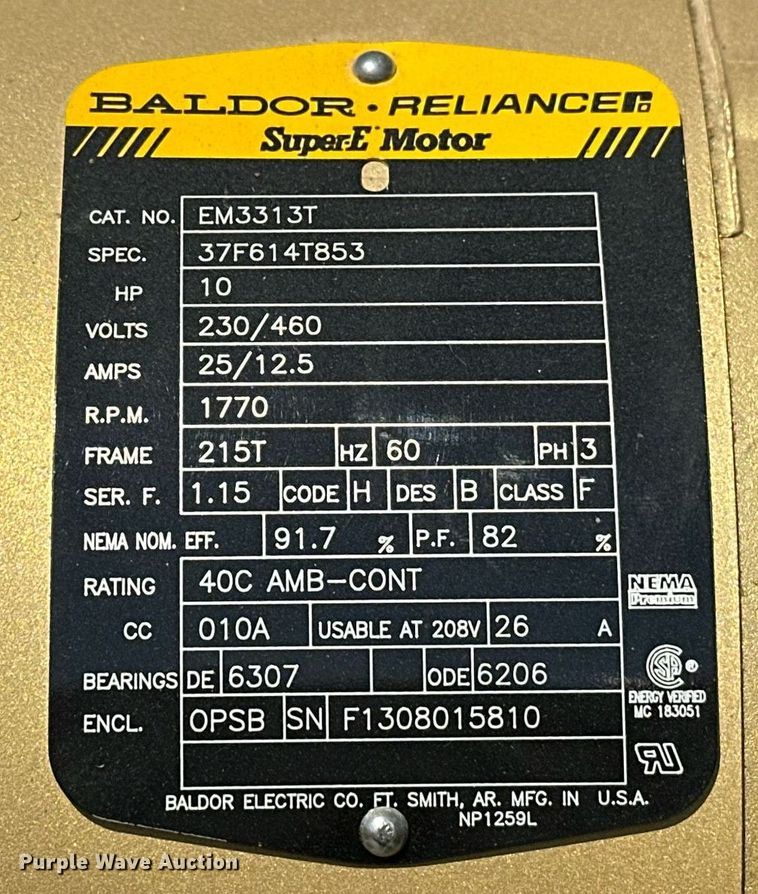 BALDOR • RELIANCE
Super-E Motor
CAT. NO. EM3313T
SPEC. 37F614T853
HP 10
VOLTS 230/460
AMPS 25/12.5
R.P.M. 1770
FRAME 215T HZ 60 PH 3
SER. F. 1.15 CODE H DES B CLASS F
NEMA NOM. EFF. 91.7 % P.F. 82 %
RATING 40C AMB-CONT
NEMA
Premium
CC 010A USABLE AT 208V 26 A
BEARINGS DE 6307 ODE 6206
ENERGY VERIFIED
MC 183051
ENCL. OPSB SN F1308015810
BALDOR ELECTRIC CO. FT. SMITH, AR. MFG. IN U.S.A.
NP1259L
Purple Wave Auction